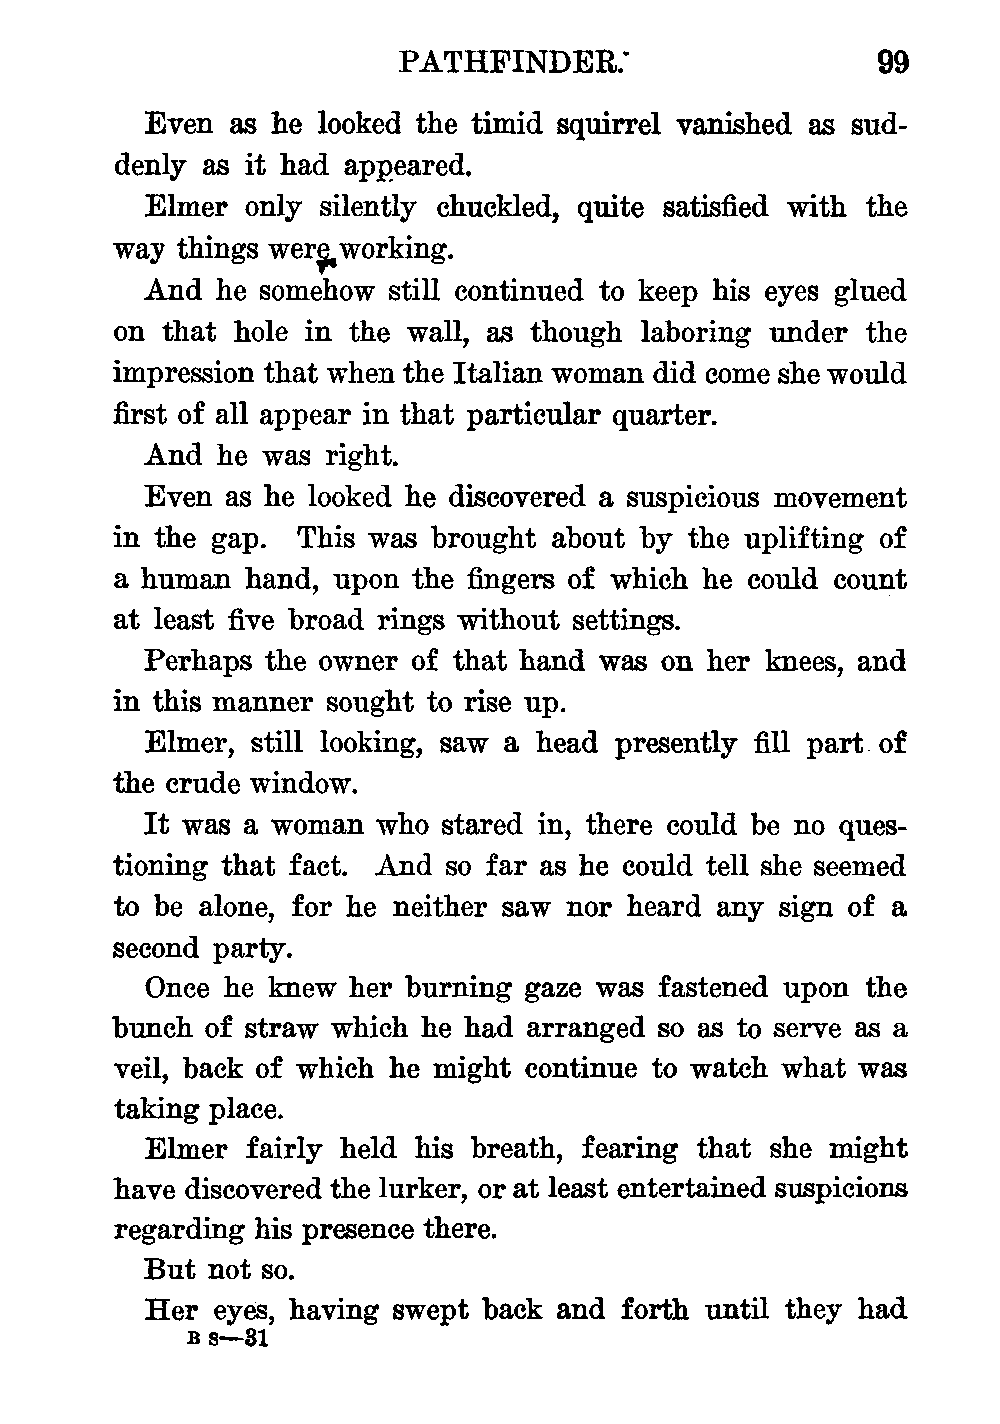 PATHFINDER.
99
Even as he looked the timid squirrel vanished as sud-
denly as it had appeared.
Elmer only silently chuckled, quite satisfied with the
way things were working.
And he somehow still continued to keep his eyes glued
on that hole in the wall, as though laboring under the
impression that when the Italian woman did come she would
first of all appear in that particular quarter.
And he was right.
Even as he looked he discovered a suspicious movement
in the gap. This was brought about by the uplifting of
a human hand, upon the fingers of which he could count
at least five broad rings without settings.
Perhaps the owner of that hand was on her knees, and
in this manner sought to rise up.
Elmer, still looking, saw a head presently fill part of
the crude window.
It was a woman who stared in, there could be no ques-
tioning that fact. And so far as he could tell she seemed
to be alone, for he neither saw nor heard any sign of a
second party.
Once he knew her burning gaze was fastened upon the
bunch of straw which he had arranged so as to serve as a
veil, back of which he might continue to watch what was
taking place.
Elmer fairly held his breath, fearing that she might
have discovered the lurker, or at least entertained suspicions
regarding his presence there.
But not so.
Her eyes, having swept back and forth until they had
B S—31